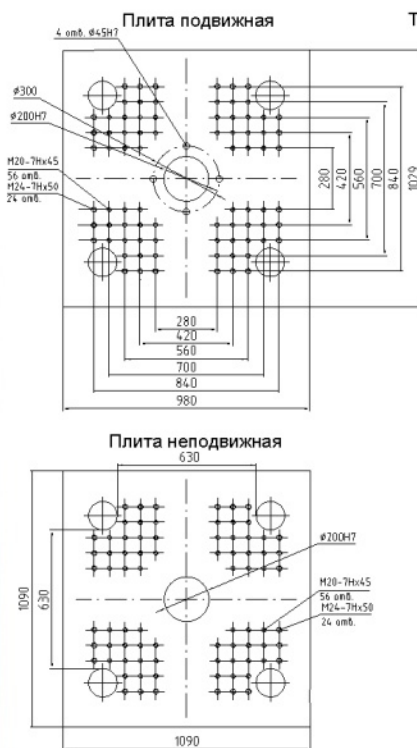 Плита подвижная
Т
4 отв. Ø45H7
Ø300
Ø200H7
M20-7Hx45
56 отв.
M24-7Hx50
24 отв.
280
420
560
700
840
1029
280
420
560
700
840
980
Плита неподвижная
630
Ø200H7
M20-7Hx45
56 отв.
M24-7Hx50
24 отв.
1090
630
1090